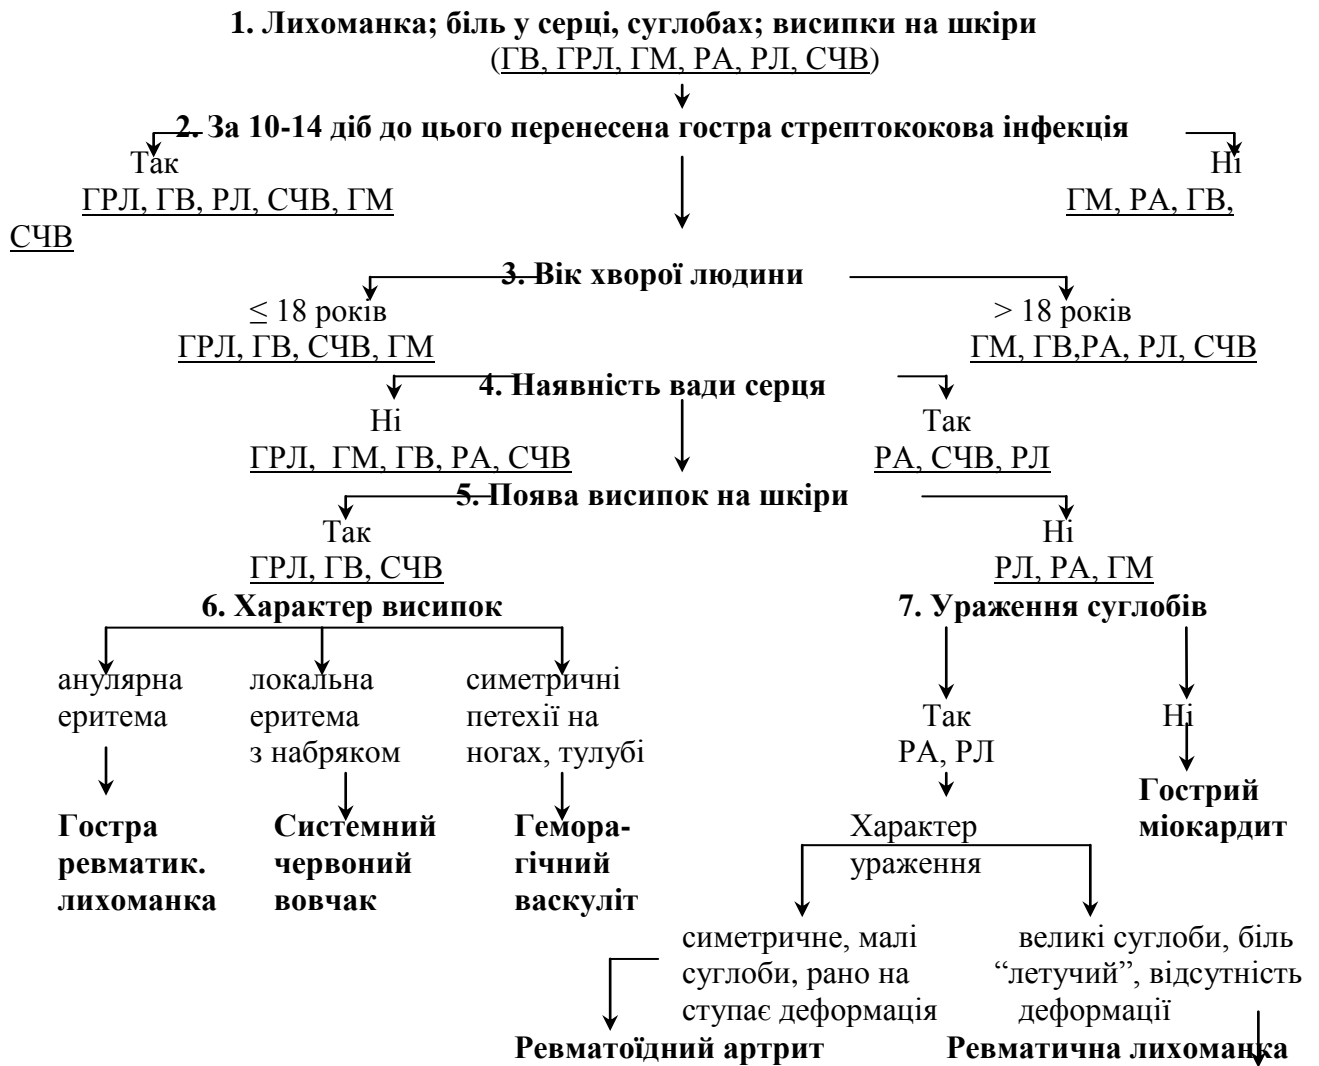 1. Лихоманка; біль у серці, суглобах; висипки на шкіри
(ГВ, ГРЛ, ГМ, РА, РЛ, СЧВ)
2. За 10-14 діб до цього перенесена гостра стрептококова інфекція
Так Ні
ГРЛ, ГВ, РЛ, СЧВ, ГМ ГМ, РА, ГВ,
СЧВ
3. Вік хворої людини
≤ 18 років > 18 років
ГРЛ, ГВ, СЧВ, ГМ ГМ, ГВ,РА, РЛ, СЧВ
4. Наявність вади серця
Ні Так
ГРЛ, ГМ, ГВ, РА, СЧВ РА, СЧВ, РЛ
5. Поява висипок на шкіри
Так Ні
ГРЛ, ГВ, СЧВ РЛ, РА, ГМ
6. Характер висипок 7. Ураження суглобів
анулярна локальна симетричні
еритема еритема петехії на Так Ні
з набряком ногах, тулубі РА, РЛ
Гострий
Гостра Системний Гемора- Характер міокардит
ревматик. червоний гічний ураження
лихоманка вовчак васкуліт
симетричне, малі великі суглоби, біль
суглоби, рано на “летучий”, відсутність
ступає деформація деформації
Ревматоїдний артрит Ревматична лихоманка